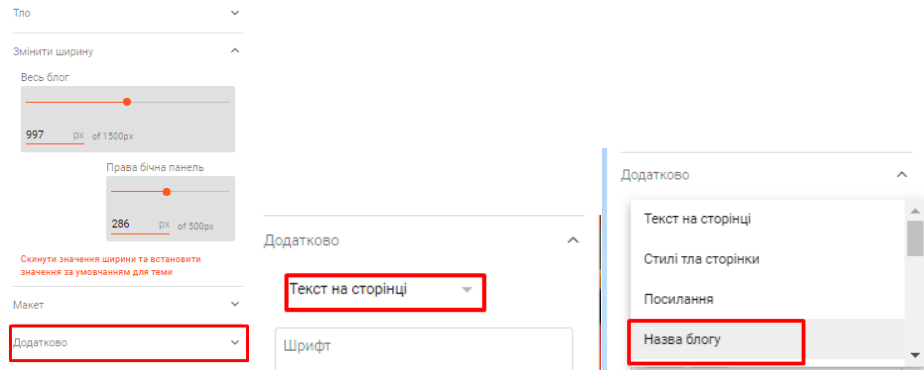 Тло
Змінити ширину
Весь блог
997 px of 1500px
Права бічна панель
286 px of 500px
Скинути значення ширини та встановити
значення за умовчанням для теми
Макет
Додатково
Додатково
Текст на сторінці
Шрифт
Додатково
Текст на сторінці
Стилі тла сторінки
Посилання
Назва блогу